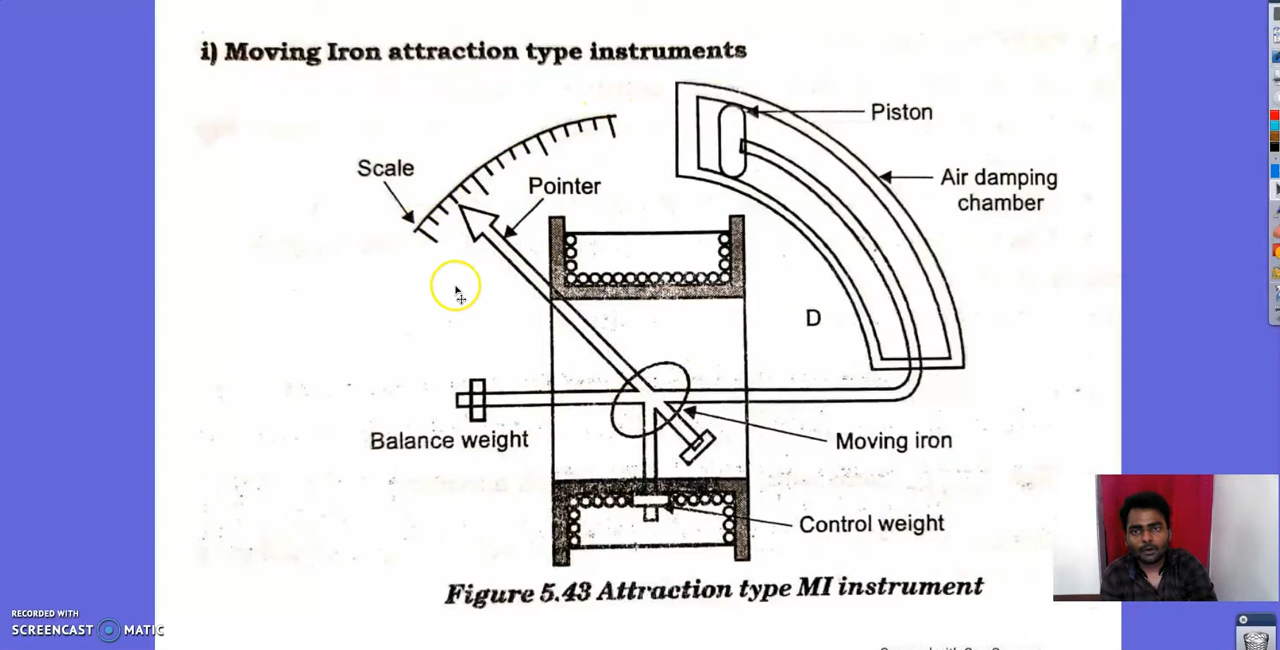 i) Moving Iron attraction type instruments
Piston
Scale
Pointer
Air damping
chamber
D
Balance weight
Moving iron
Control weight
Figure 5.43 Attraction type MI instrument
RECORDED WITH
SCREENCAST MATIC